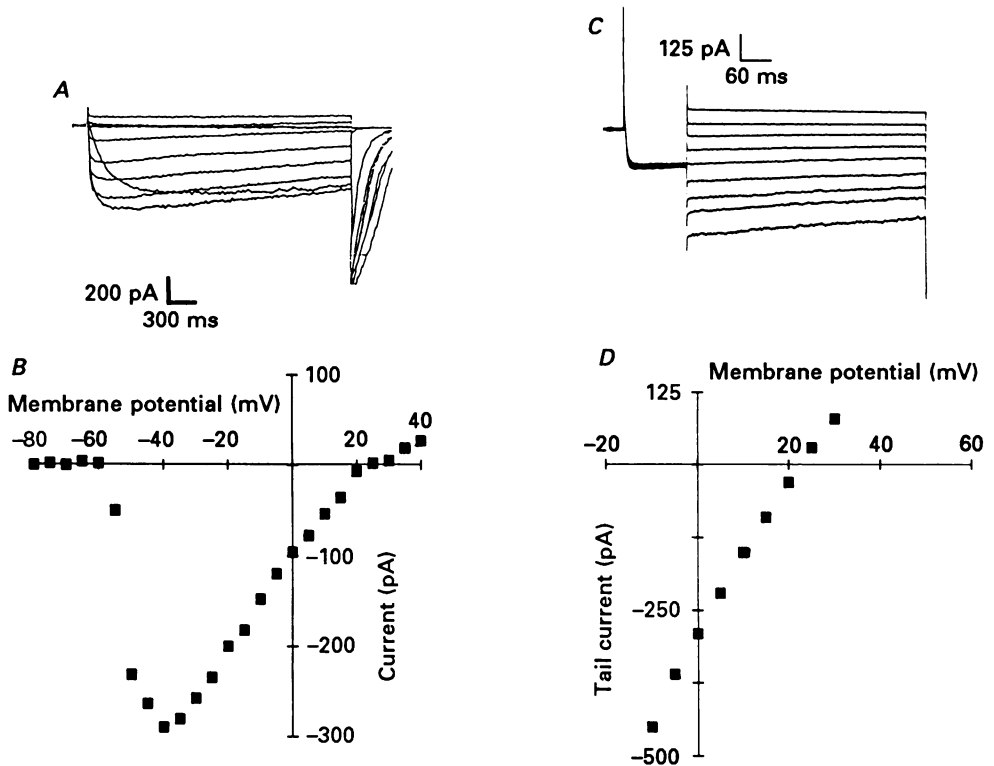 A
200 pA
300 ms
C
125 pA
60 ms
B
100
Membrane potential (mV)
40
-80 -60 -40 -20 20
-100
-200
-300
Current (pA)
D
Membrane potential (mV)
125
-20 20 40 60
-250
-500
Tail current (pA)